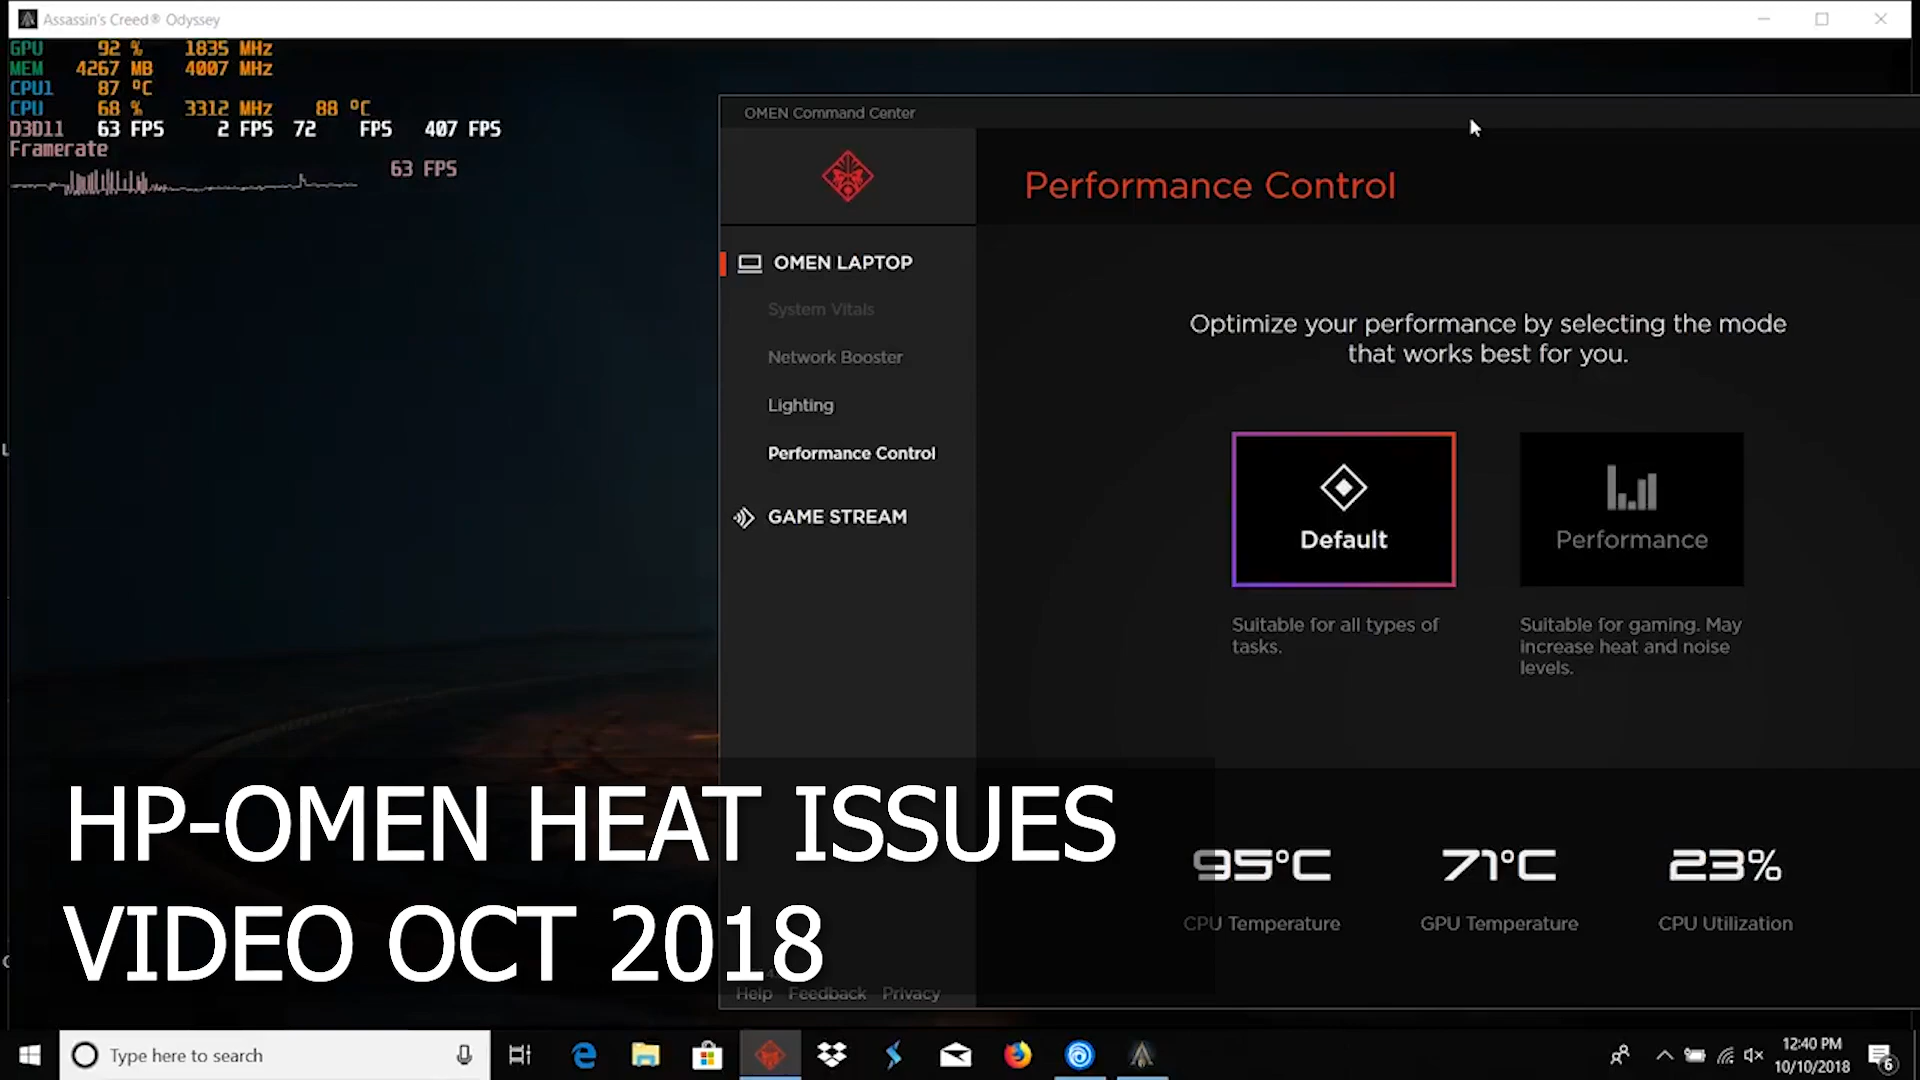 Assassin's Creed® Odyssey
GPU 92 % 1835 MHz
MEM 4267 MB 4007 MHz
CPU1 87 °C
CPU 68 % 3312 MHz 88 °C
D3D11 63 FPS 2 FPS 72 FPS 407 FPS
Framerate
63 FPS
OMEN Command Center
Performance Control
OMEN LAPTOP
System Vitals
Network Booster
Lighting
Performance Control
GAME STREAM
Optimize your performance by selecting the mode
that works best for you.
Default
Suitable for all types of
tasks.
Performance
Suitable for gaming. May
increase heat and noise
levels.
95°C
CPU Temperature
71°C
GPU Temperature
23%
CPU Utilization
HP-OMEN HEAT ISSUES
VIDEO OCT 2018
Help Feedback Privacy
Type here to search
12:40 PM
10/10/2018
6